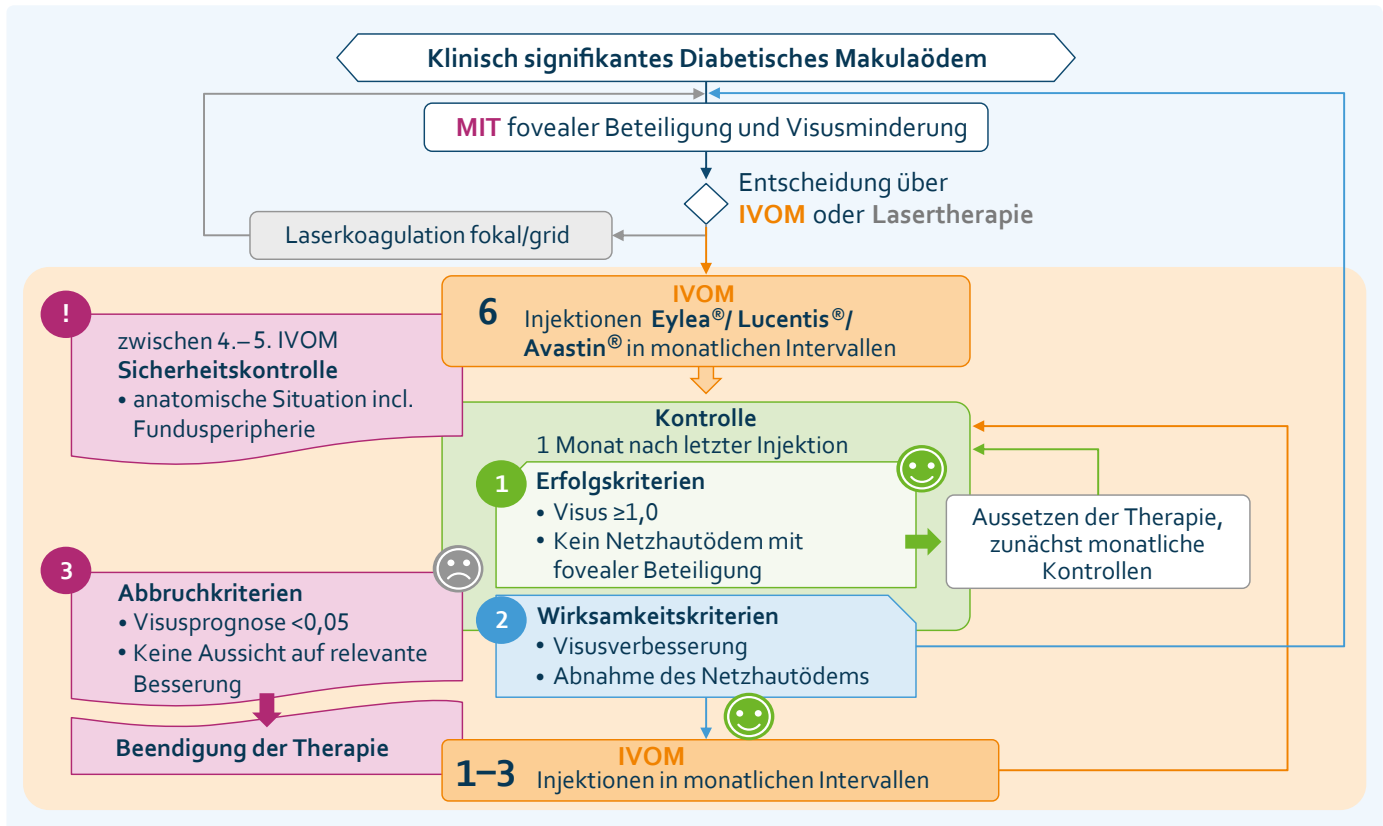 Klinisch signifikantes Diabetisches Makulaödem
MIT fovealer Beteiligung und Visusminderung
Entscheidung über
IVOM oder Lasertherapie
Laserkoagulation fokal/grid
IVOM
6 Injektionen Eylea®/ Lucentis®/
Avastin® in monatlichen Intervallen
!
zwischen 4.–5. IVOM
Sicherheitskontrolle
• anatomische Situation incl.
Fundusperipherie
Kontrolle
1 Monat nach letzter Injektion
1 Erfolgskriterien
• Visus ≥1,0
• Kein Netzhautödem mit
fovealer Beteiligung
Aussetzen der Therapie,
zunächst monatliche
Kontrollen
2 Wirksamkeitskriterien
• Visusverbesserung
• Abnahme des Netzhautödems
3
Abbruchkriterien
• Visusprognose <0,05
• Keine Aussicht auf relevante
Besserung
Beendigung der Therapie
IVOM
1–3 Injektionen in monatlichen Intervallen